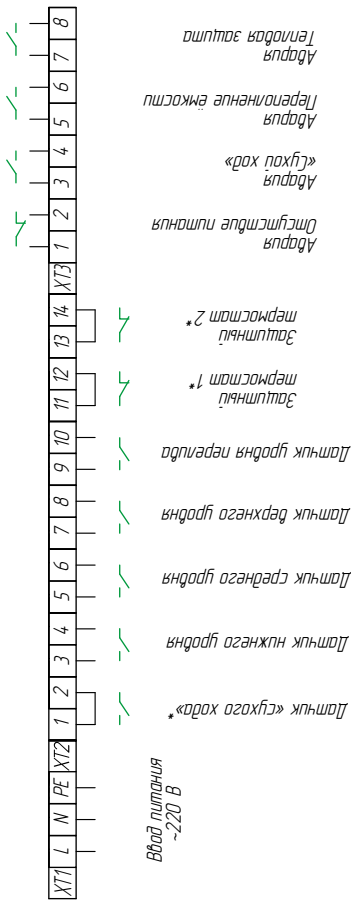 XT1 L N PE XT2 1 2 3 4 5 6 7 8 9 10 11 12 13 14 XT3 1 2 3 4 5 6 7 8
Ввод питания
~220 В
Датчик «сухого хода»*
Датчик нижнего уровня
Датчик среднего уровня
Датчик верхнего уровня
Датчик уровня перелива
Защитный
термостат 1*
Защитный
термостат 2*
Авария
Отсутствие питания
Авария
«Сухой ход»
Авария
Переполнение ёмкости
Авария
Тепловая защита